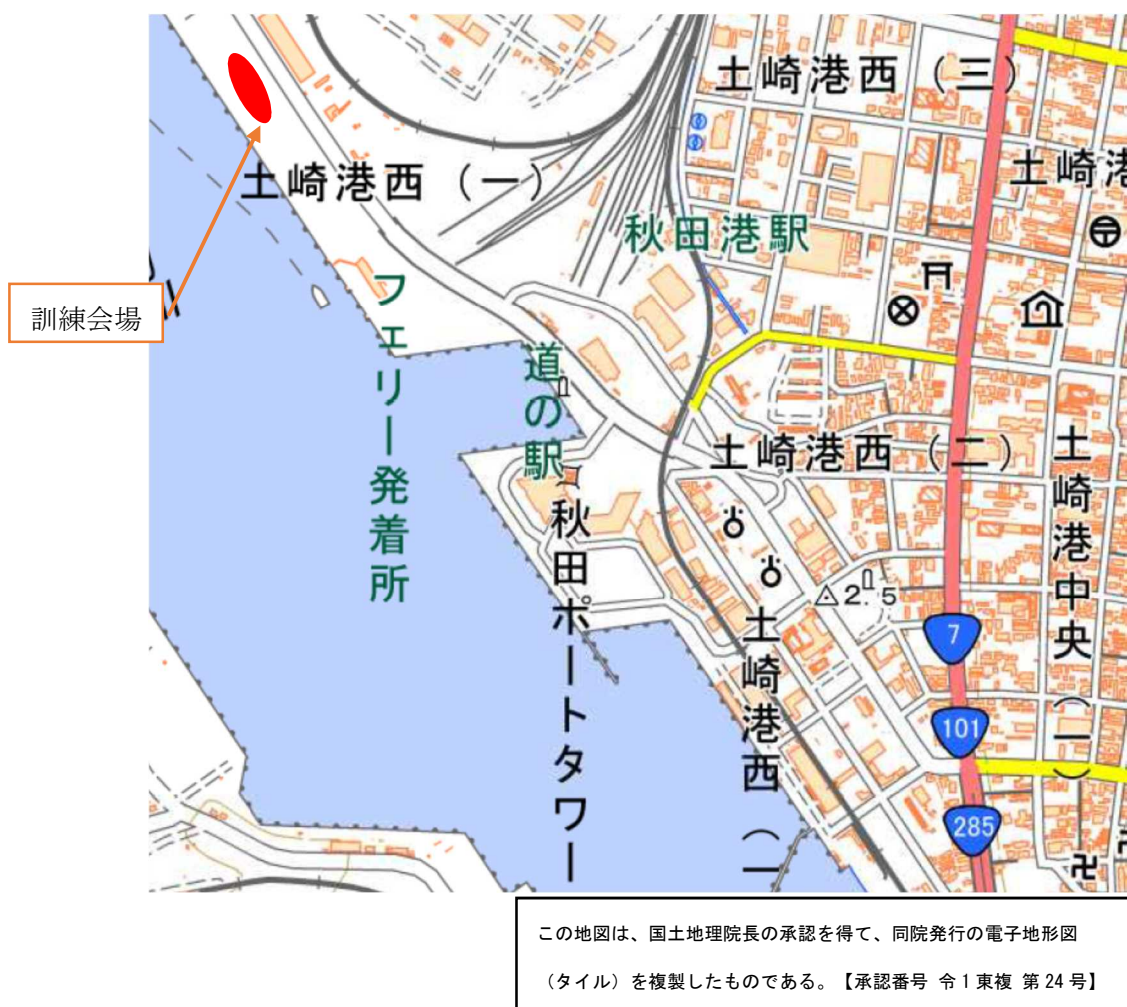 土崎港西（三）
土崎港
土崎港西（一）
秋田港駅
訓練会場
フェリー発着所
道の駅
土崎港西（二）
土崎港中央（一）
秋田ポートタワー
2.5
土崎港西（一
7
101
285
この地図は、国土地理院長の承認を得て、同院発行の電子地形図
（タイル）を複製したものである。【承認番号 令1東複 第24号】